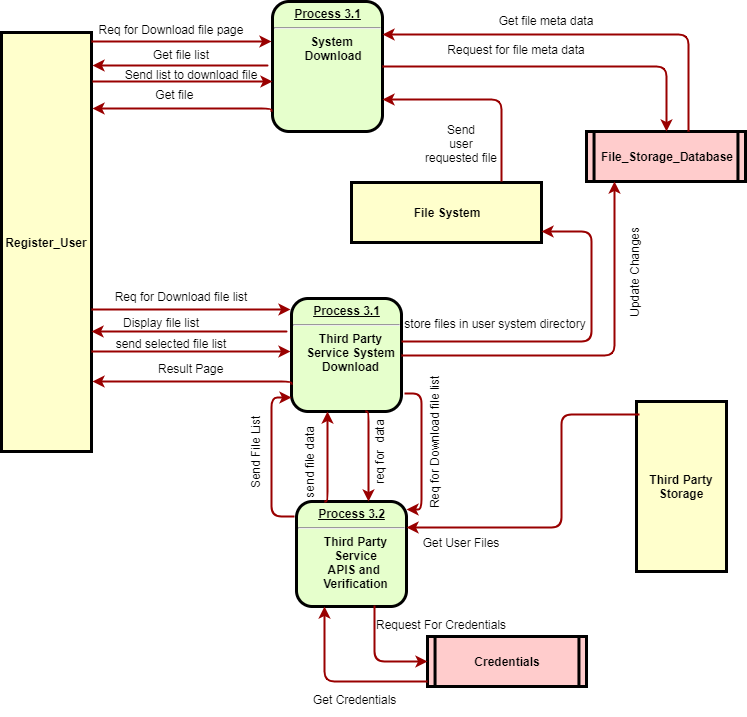 Process 3.1
System
Download
Req for Download file page
Get file list
Send list to download file
Get file
Get file meta data
Request for file meta data
Send
user
requested file
File_Storage_Database
File System
Register_User
Update Changes
Req for Download file list
Display file list
send selected file list
Result Page
Process 3.1
Third Party
Service System
Download
store files in user system directory
Send File List
send file data
req for  data
Req for Download file list
Third Party
Storage
Process 3.2
Third Party
Service
APIS and
Verification
Get User Files
Request For Credentials
Credentials
Get Credentials